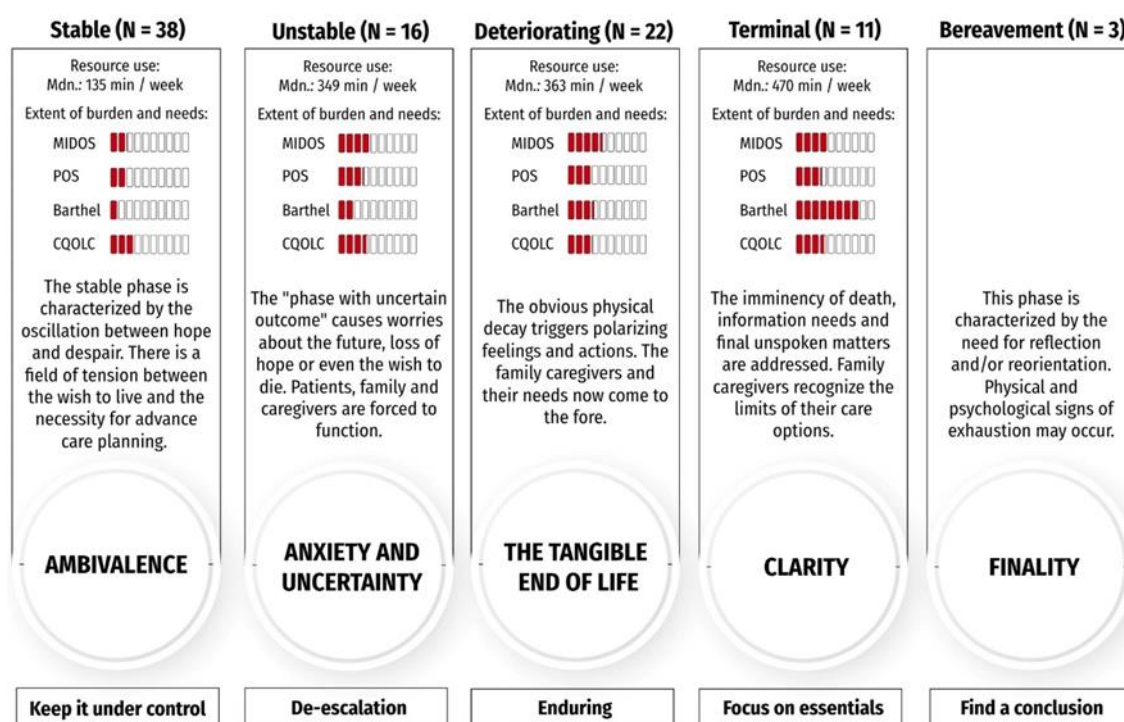 Stable (N = 38)
Resource use:
Mdn.: 135 min / week
Extent of burden and needs:
MIDOS
POS
Barthel
CQOLC
The stable phase is
characterized by the
oscillation between hope
and despair. There is a
field of tension between
the wish to live and the
necessity for advance
care planning.
AMBIVALENCE
Keep it under control
Unstable (N = 16)
Resource use:
Mdn.: 349 min / week
Extent of burden and needs:
MIDOS
POS
Barthel
CQOLC
The "phase with uncertain
outcome" causes worries
about the future, loss of
hope or even the wish to
die. Patients, family and
caregivers are forced to
function.
ANXIETY AND
UNCERTAINTY
De-escalation
Deteriorating (N = 22)
Resource use:
Mdn.: 363 min / week
Extent of burden and needs:
MIDOS
POS
Barthel
CQOLC
The obvious physical
decay triggers polarizing
feelings and actions. The
family caregivers and
their needs now come to
the fore.
THE TANGIBLE
END OF LIFE
Enduring
Terminal (N = 11)
Resource use:
Mdn.: 470 min / week
Extent of burden and needs:
MIDOS
POS
Barthel
CQOLC
The imminency of death,
information needs and
final unspoken matters
are addressed. Family
caregivers recognize the
limits of their care
options.
CLARITY
Focus on essentials
Bereavement (N = 3)
This phase is
characterized by the
need for reflection
and/or reorientation.
Physical and
psychological signs of
exhaustion may occur.
FINALITY
Find a conclusion